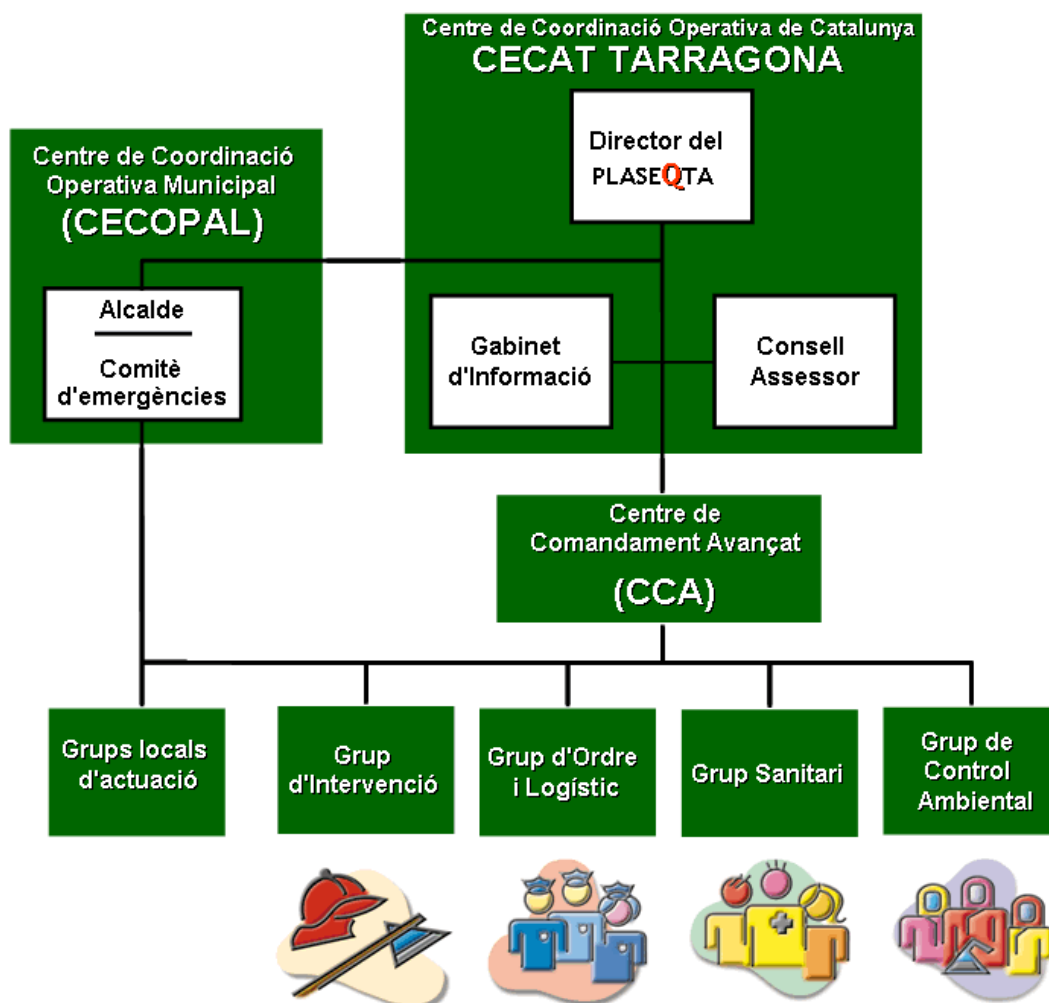 Centre de Coordinació Operativa de Catalunya
CECAT TARRAGONA
Director del
PLASEQTA
Centre de Coordinació
Operativa Municipal
(CECOPAL)
Alcalde
Comitè
d'emergències
Gabinet
d'Informació
Consell
Assessor
Centre de
Comandament Avançat
(CCA)
Grups locals
d'actuació
Grup
d'Intervenció
Grup d'Ordre
i Logístic
Grup Sanitari
Grup de
Control
Ambiental